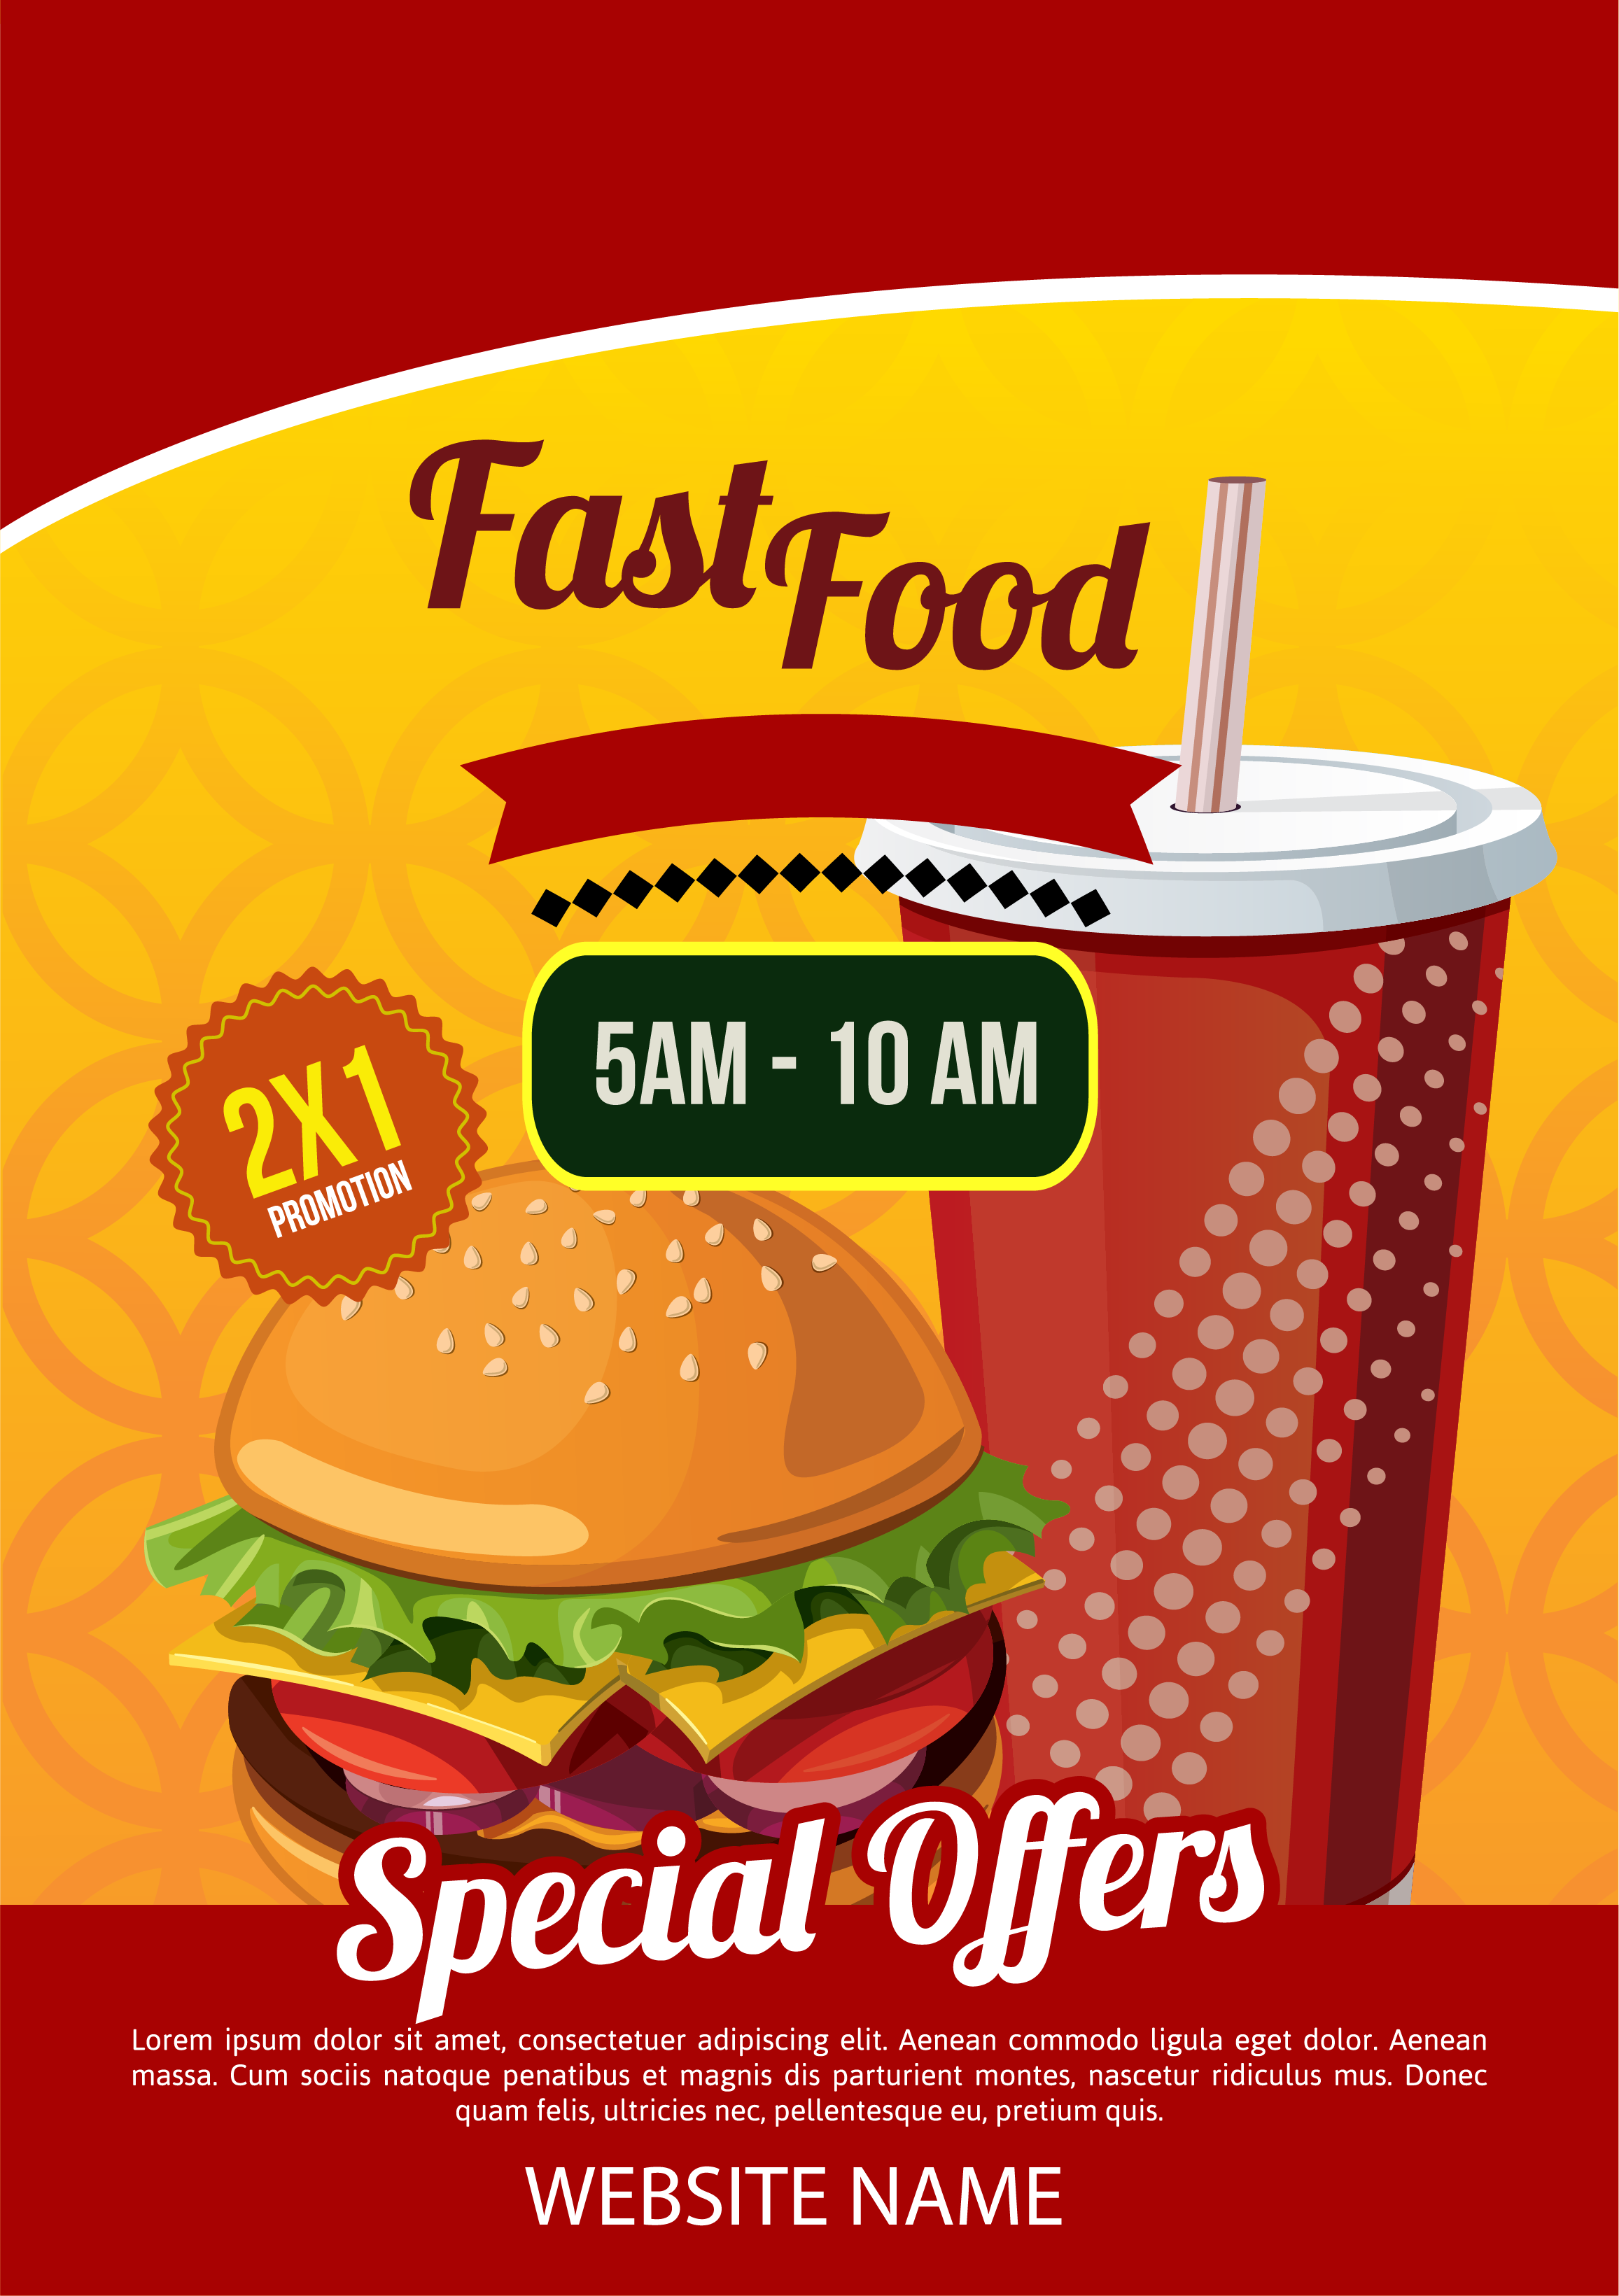 Fast
Food
5AM - 10 AM
2X1
PROMOTION
Special Offers
Lorem ipsum dolor sit amet, consectetuer adipiscing elit. Aenean commodo ligula eget dolor. Aenean
massa. Cum sociis natoque penatibus et magnis dis parturient montes, nascetur ridiculus mus. Donec
quam felis, ultricies nec, pellentesque eu, pretium quis.
WEBSITE NAME